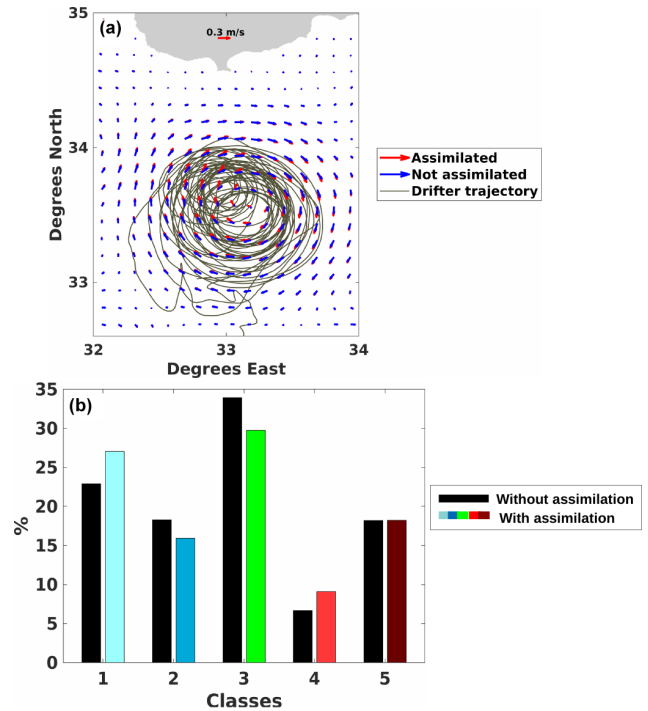 (a)
0.3 m/s
35
34
33
Degrees North
32
33
34
Degrees East
Assimilated
Not assimilated
Drifter trajectory
(b)
35
30
25
20
15
10
5
0
%
1
2
3
4
5
Classes
Without assimilation
With assimilation